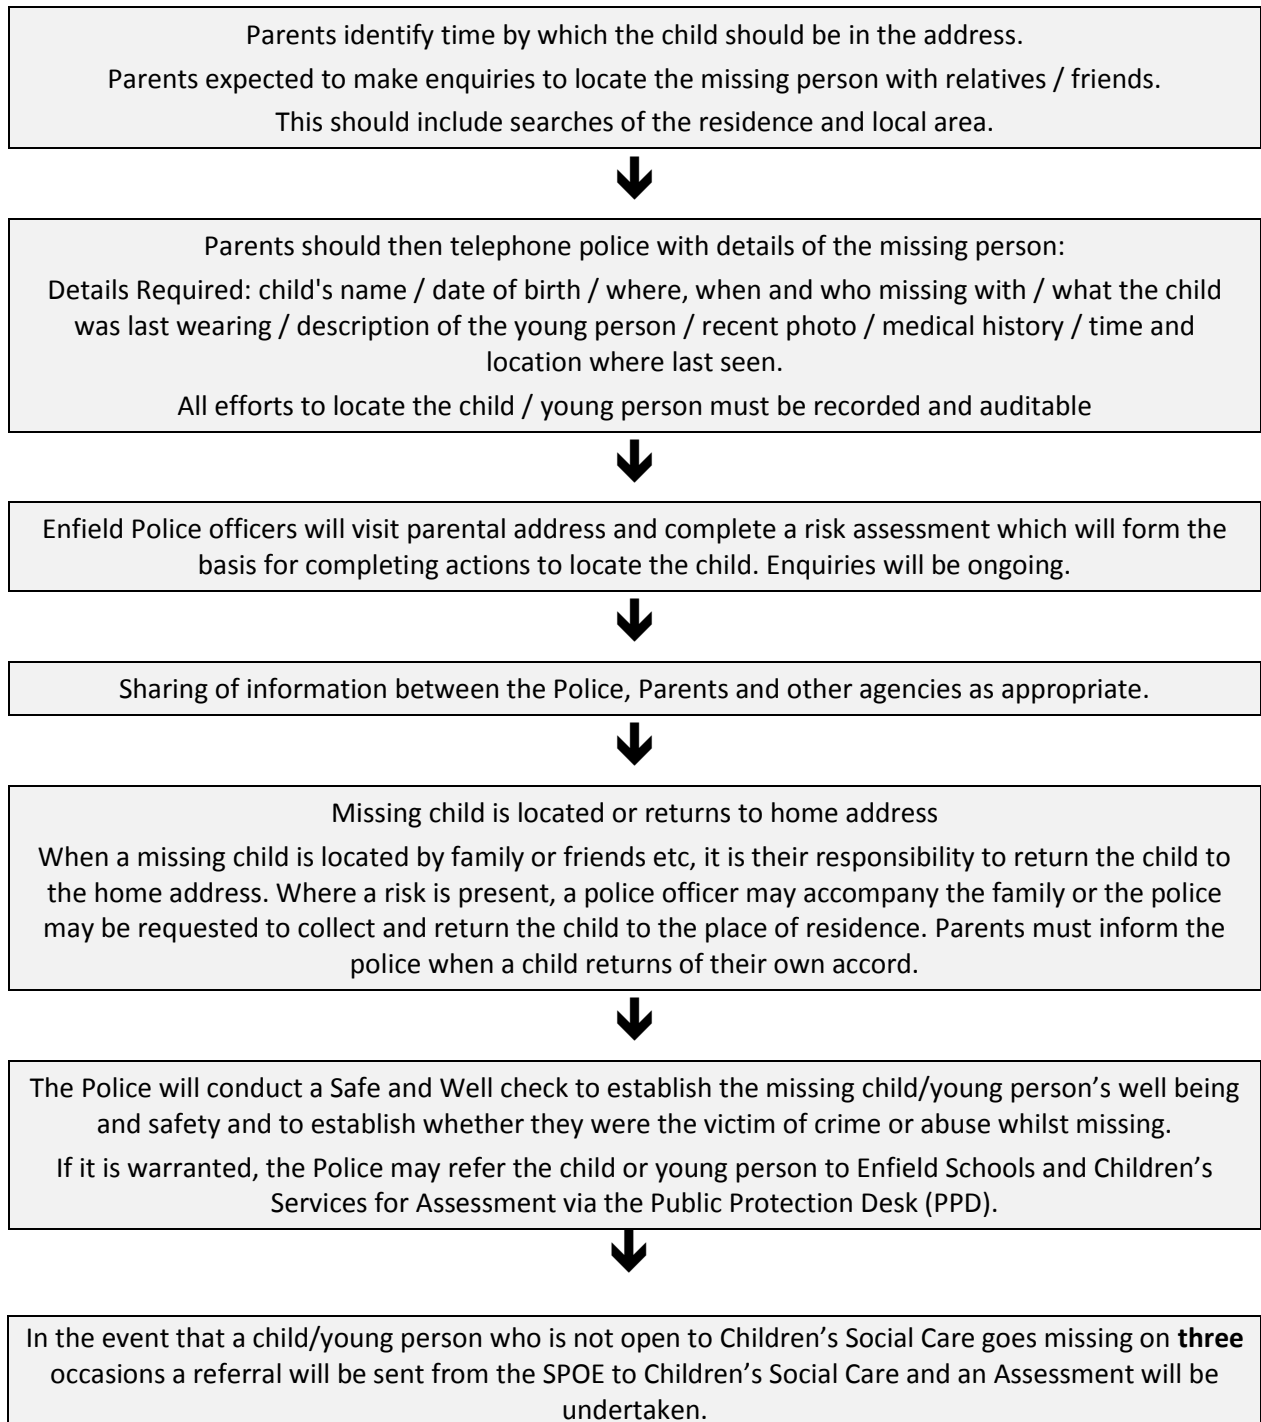 Parents identify time by which the child should be in the address.
Parents expected to make enquiries to locate the missing person with relatives / friends.
This should include searches of the residence and local area.
Parents should then telephone police with details of the missing person:
Details Required: child's name / date of birth / where, when and who missing with / what the child
was last wearing / description of the young person / recent photo / medical history / time and
location where last seen.
All efforts to locate the child / young person must be recorded and auditable
Enfield Police officers will visit parental address and complete a risk assessment which will form the
basis for completing actions to locate the child. Enquiries will be ongoing.
Sharing of information between the Police, Parents and other agencies as appropriate.
Missing child is located or returns to home address
When a missing child is located by family or friends etc, it is their responsibility to return the child to
the home address. Where a risk is present, a police officer may accompany the family or the police
may be requested to collect and return the child to the place of residence. Parents must inform the
police when a child returns of their own accord.
The Police will conduct a Safe and Well check to establish the missing child/young person’s well being
and safety and to establish whether they were the victim of crime or abuse whilst missing.
If it is warranted, the Police may refer the child or young person to Enfield Schools and Children’s
Services for Assessment via the Public Protection Desk (PPD).
In the event that a child/young person who is not open to Children’s Social Care goes missing on three
occasions a referral will be sent from the SPOE to Children’s Social Care and an Assessment will be
undertaken.